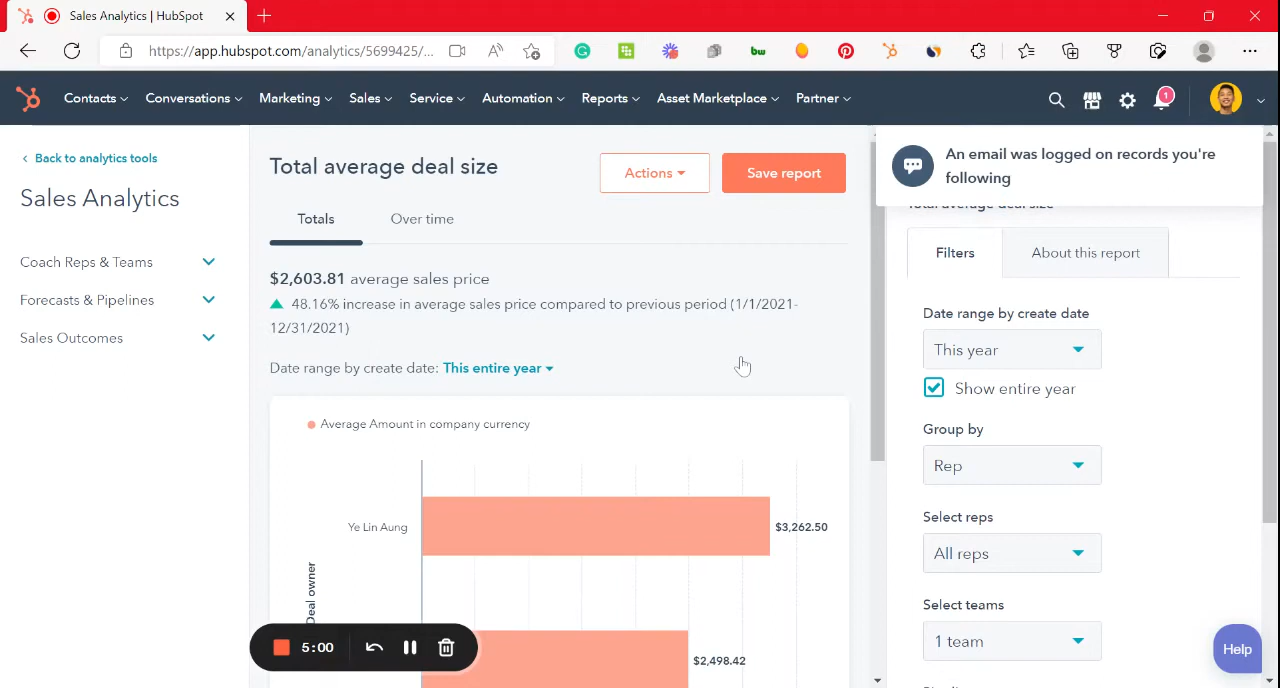 Sales Analytics | HubSpot
https://app.hubspot.com/analytics/5699425/...
bw
Contacts
Conversations
Marketing
Sales
Service
Automation
Reports
Asset Marketplace
Partner
1
Back to analytics tools
Sales Analytics
Coach Reps & Teams
Forecasts & Pipelines
Sales Outcomes
Total average deal size
Actions
Save report
Totals
Over time
$2,603.81 average sales price
48.16% increase in average sales price compared to previous period (1/1/2021-
12/31/2021)
Date range by create date: This entire year
Average Amount in company currency
Ye Lin Aung
$3,262.50
Deal owner
$2,498.42
5:00
An email was logged on records you're
following
Total average deal size
Filters
About this report
Date range by create date
This year
Show entire year
Group by
Rep
Select reps
All reps
Select teams
1 team
Help